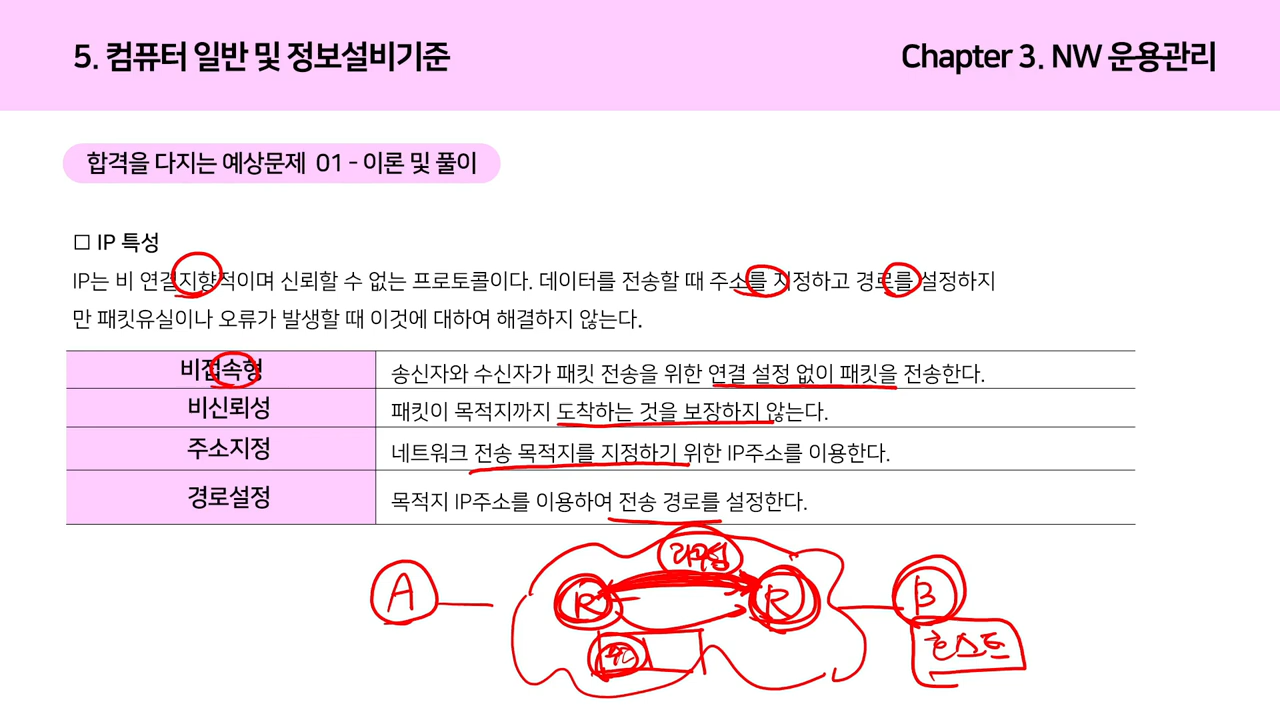 5. 컴퓨터 일반 및 정보설비기준
Chapter 3. NW 운용관리
합격을 다지는 예상문제 01 - 이론 및 풀이
□ IP 특성
IP는 비 연결지향적이며 신뢰할 수 없는 프로토콜이다. 데이터를 전송할 때 주소를 지정하고 경로를 설정하지
만 패킷유실이나 오류가 발생할 때 이것에 대하여 해결하지 않는다.
비접속형
송신자와 수신자가 패킷 전송을 위한 연결 설정 없이 패킷을 전송한다.
비신뢰성
패킷이 목적지까지 도착하는 것을 보장하지 않는다.
주소지정
네트워크 전송 목적지를 지정하기 위한 IP주소를 이용한다.
경로설정
목적지 IP주소를 이용하여 전송 경로를 설정한다.
라우팅
A
R
R
B
호스트